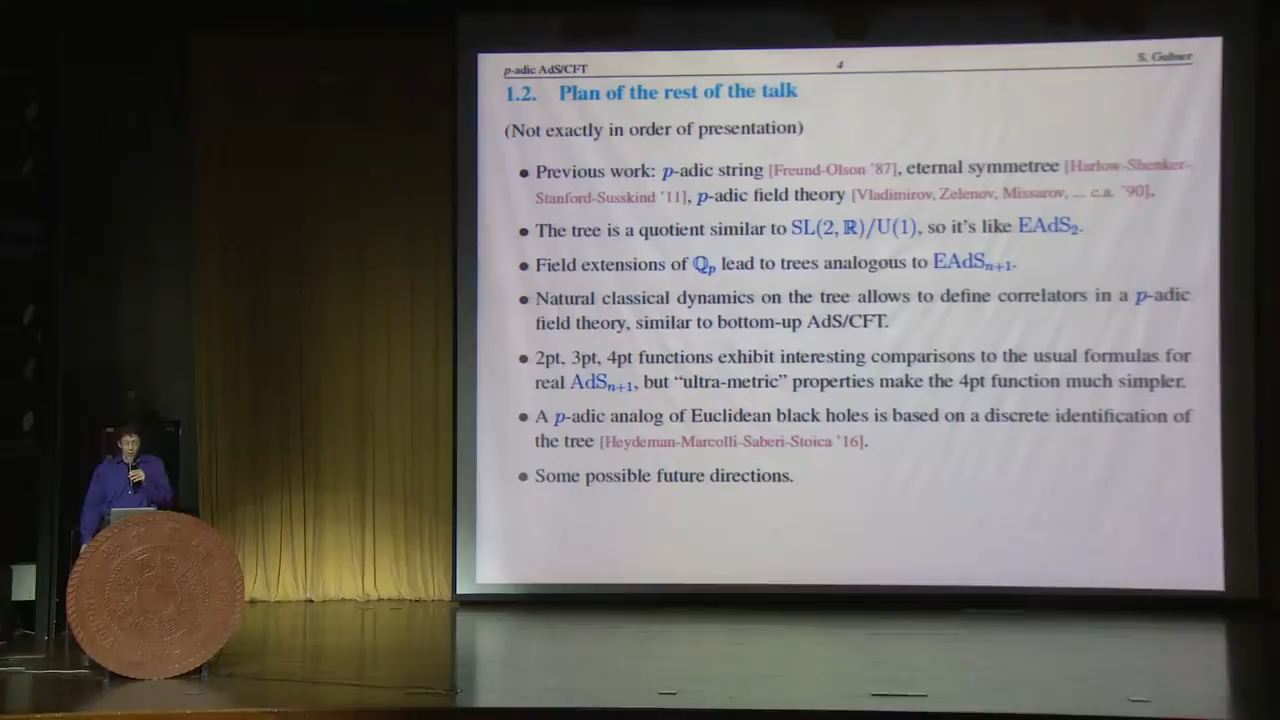 p-adic AdS/CFT 4 S. Gubser
1.2. Plan of the rest of the talk
(Not exactly in order of presentation)
• Previous work: p-adic string [Freund-Olson '87], eternal symmetree [Harlow-Shenker-
Stanford-Susskind '11], p-adic field theory [Vladimirov, Zelenov, Missarov, ... c.a. '90].
• The tree is a quotient similar to SL(2, ℝ)/U(1), so it's like EAdS₂.
• Field extensions of ℚₚ lead to trees analogous to EAdSₙ₊₁.
• Natural classical dynamics on the tree allows to define correlators in a p-adic
field theory, similar to bottom-up AdS/CFT.
• 2pt, 3pt, 4pt functions exhibit interesting comparisons to the usual formulas for
real AdSₙ₊₁, but “ultra-metric” properties make the 4pt function much simpler.
• A p-adic analog of Euclidean black holes is based on a discrete identification of
the tree [Heydeman-Marcolli-Saberi-Stoica '16].
• Some possible future directions.